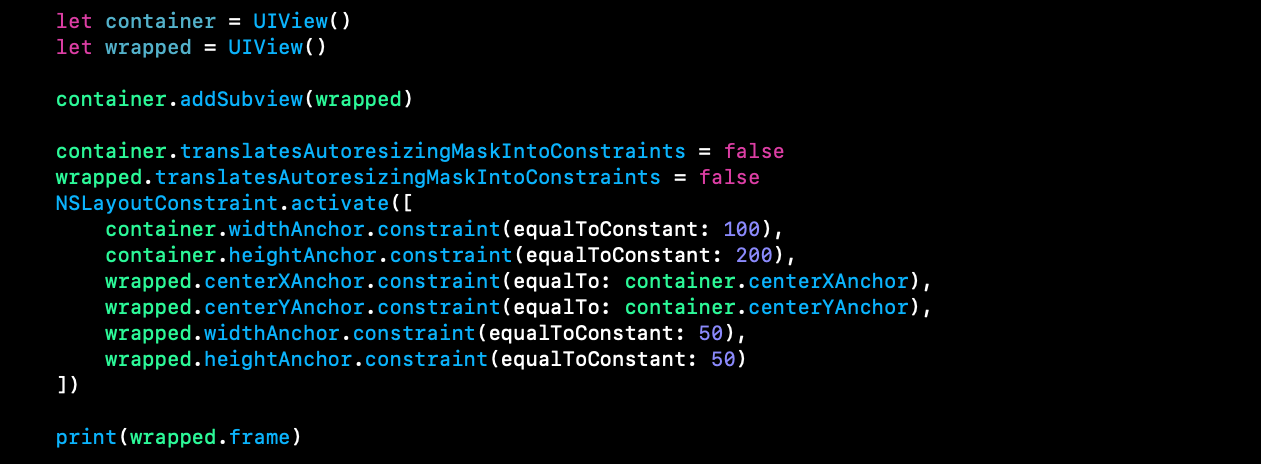 let container = UIView()
let wrapped = UIView()
container.addSubview(wrapped)
container.translatesAutoresizingMaskIntoConstraints = false
wrapped.translatesAutoresizingMaskIntoConstraints = false
NSLayoutConstraint.activate([
    container.widthAnchor.constraint(equalToConstant: 100),
    container.heightAnchor.constraint(equalToConstant: 200),
    wrapped.centerXAnchor.constraint(equalTo: container.centerXAnchor),
    wrapped.centerYAnchor.constraint(equalTo: container.centerYAnchor),
    wrapped.widthAnchor.constraint(equalToConstant: 50),
    wrapped.heightAnchor.constraint(equalToConstant: 50)
])
print(wrapped.frame)